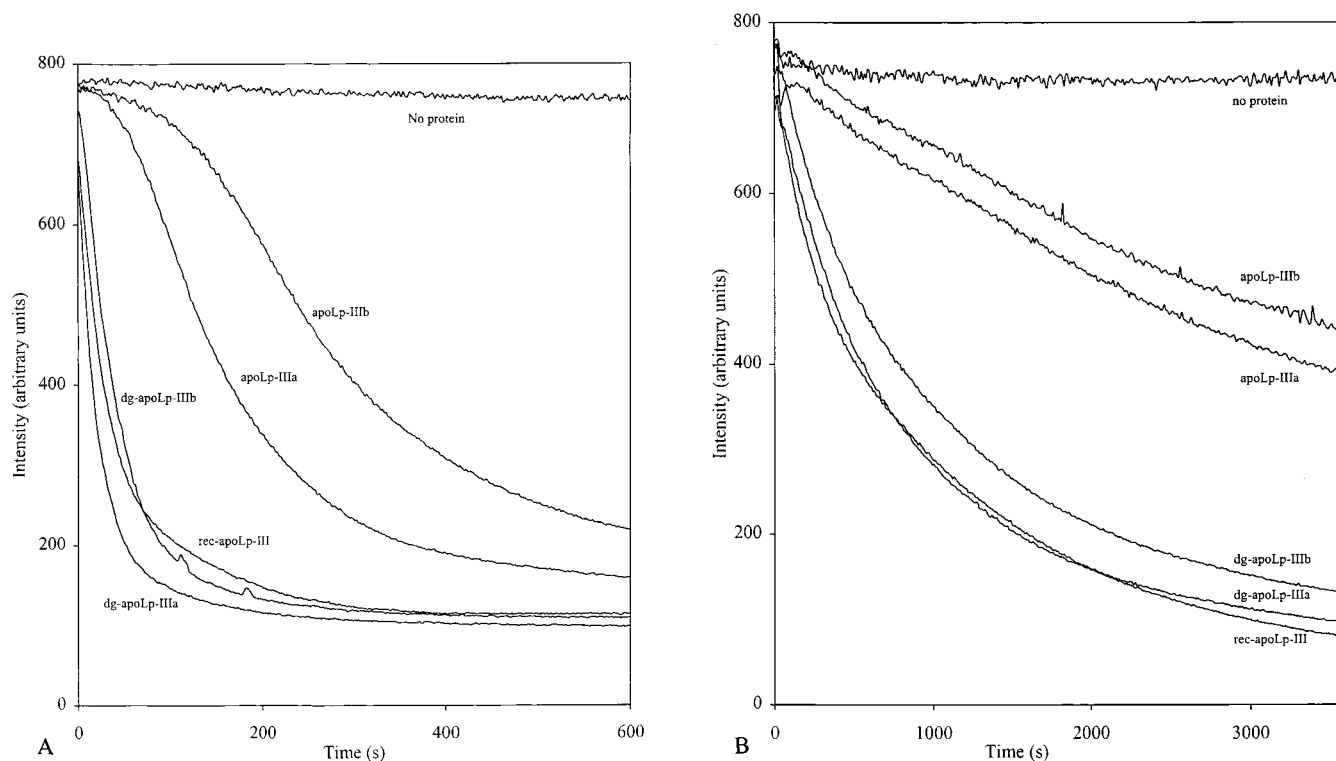 800
600
400
200
0
Intensity (arbitrary units)
No protein
apoLp-IIIb
apoLp-IIIa
dg-apoLp-IIIb
rec-apoLp-III
dg-apoLp-IIIa
0
200
400
600
Time (s)
A
800
600
400
200
0
Intensity (arbitrary units)
no protein
apoLp-IIIb
apoLp-IIIa
dg-apoLp-IIIb
dg-apoLp-IIIa
rec-apoLp-III
0
1000
2000
3000
Time (s)
B